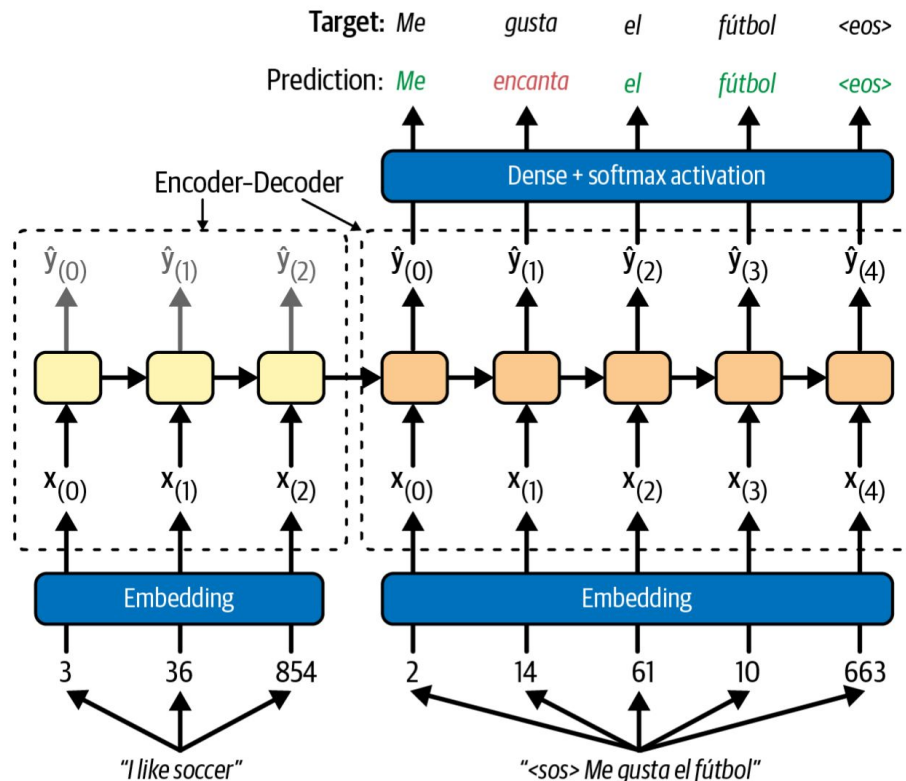 Target: Me gusta el fútbol <eos>
Prediction: Me encanta el fútbol <eos>
Dense + softmax activation
Encoder–Decoder
ŷ(0) ŷ(1) ŷ(2) ŷ(0) ŷ(1) ŷ(2) ŷ(3) ŷ(4)
x(0) x(1) x(2) x(0) x(1) x(2) x(3) x(4)
Embedding Embedding
3 36 854 2 14 61 10 663
“I like soccer” “<sos> Me gusta el fútbol”